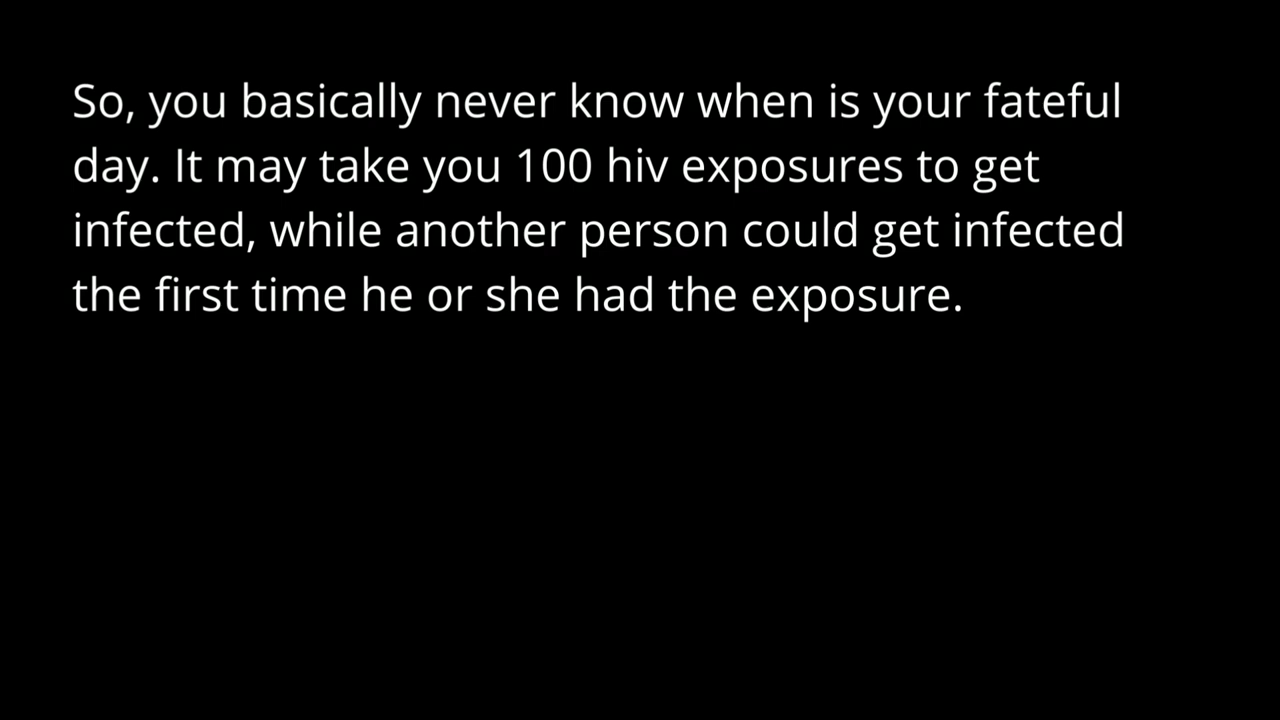 So, you basically never know when is your fateful
day. It may take you 100 hiv exposures to get
infected, while another person could get infected
the first time he or she had the exposure.